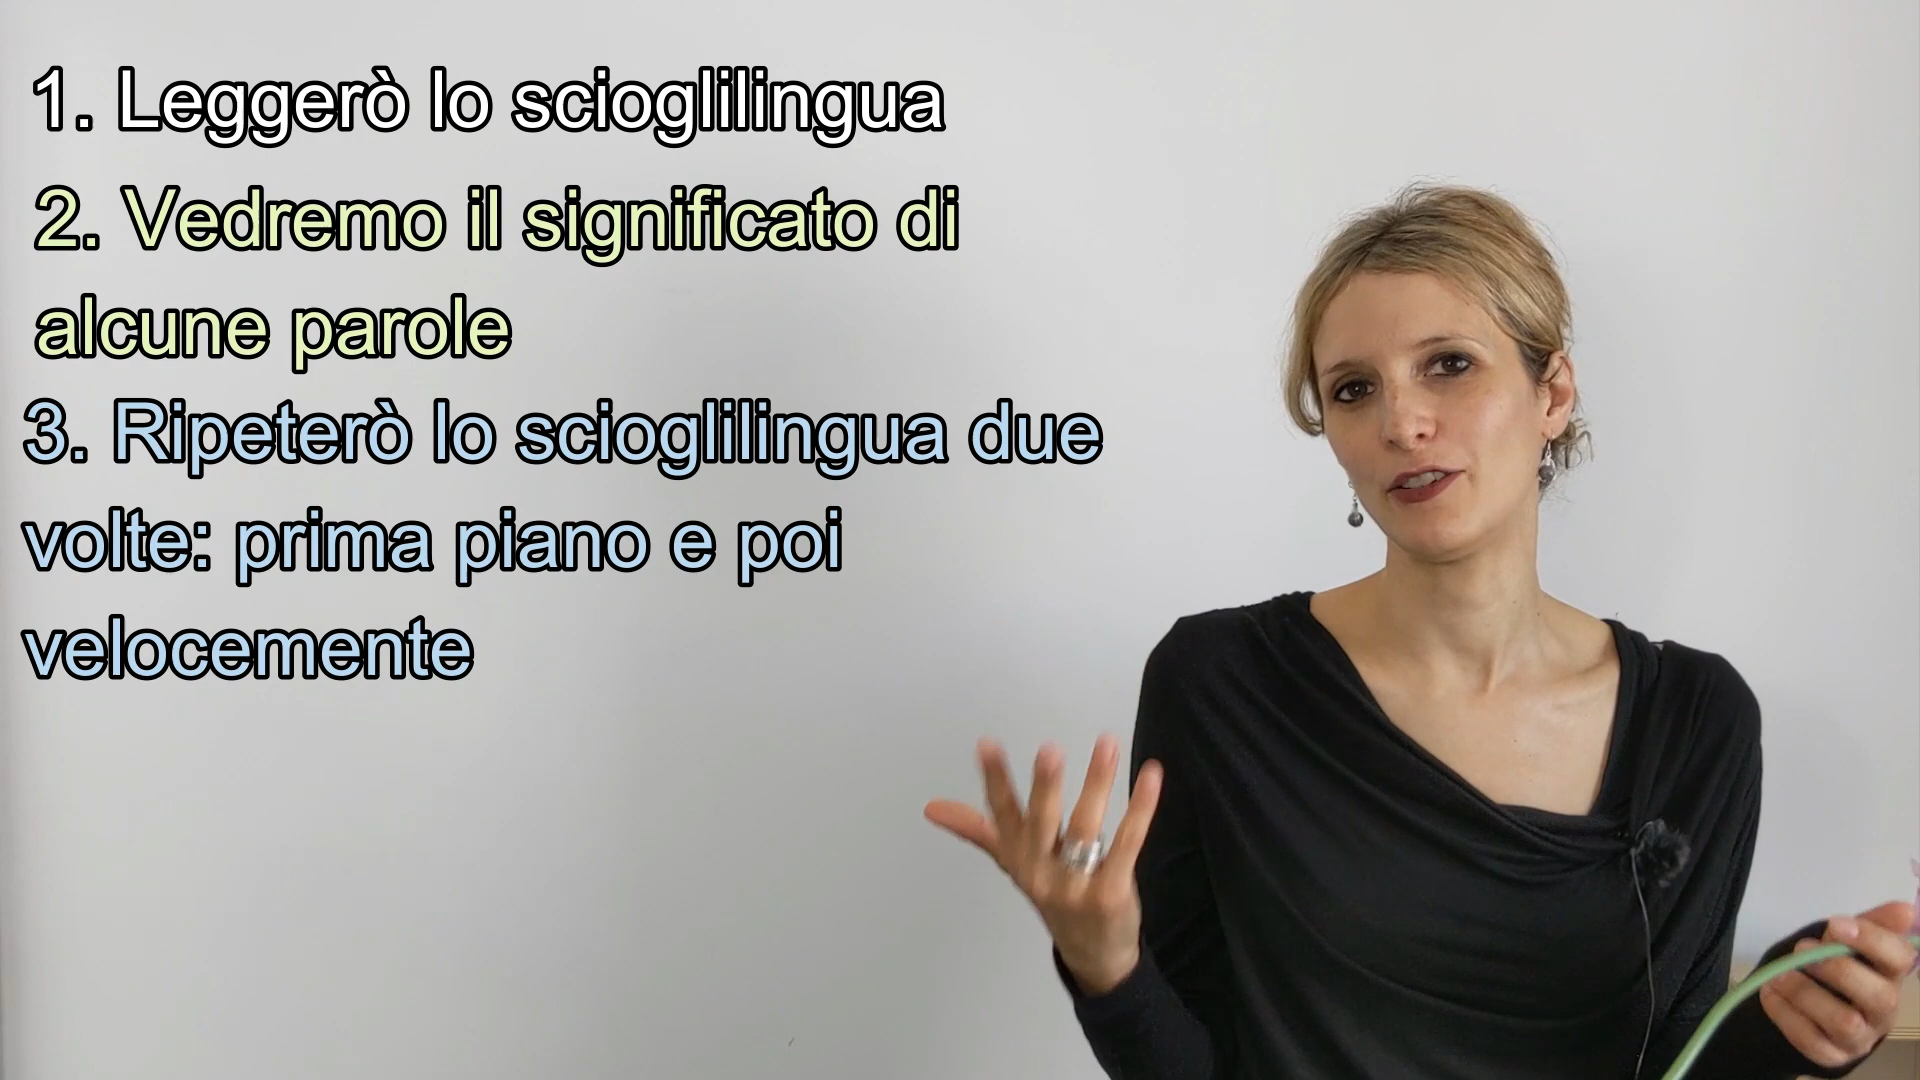 1. Leggerò lo scioglilingua
2. Vedremo il significato di
alcune parole
3. Ripeterò lo scioglilingua due
volte: prima piano e poi
velocemente